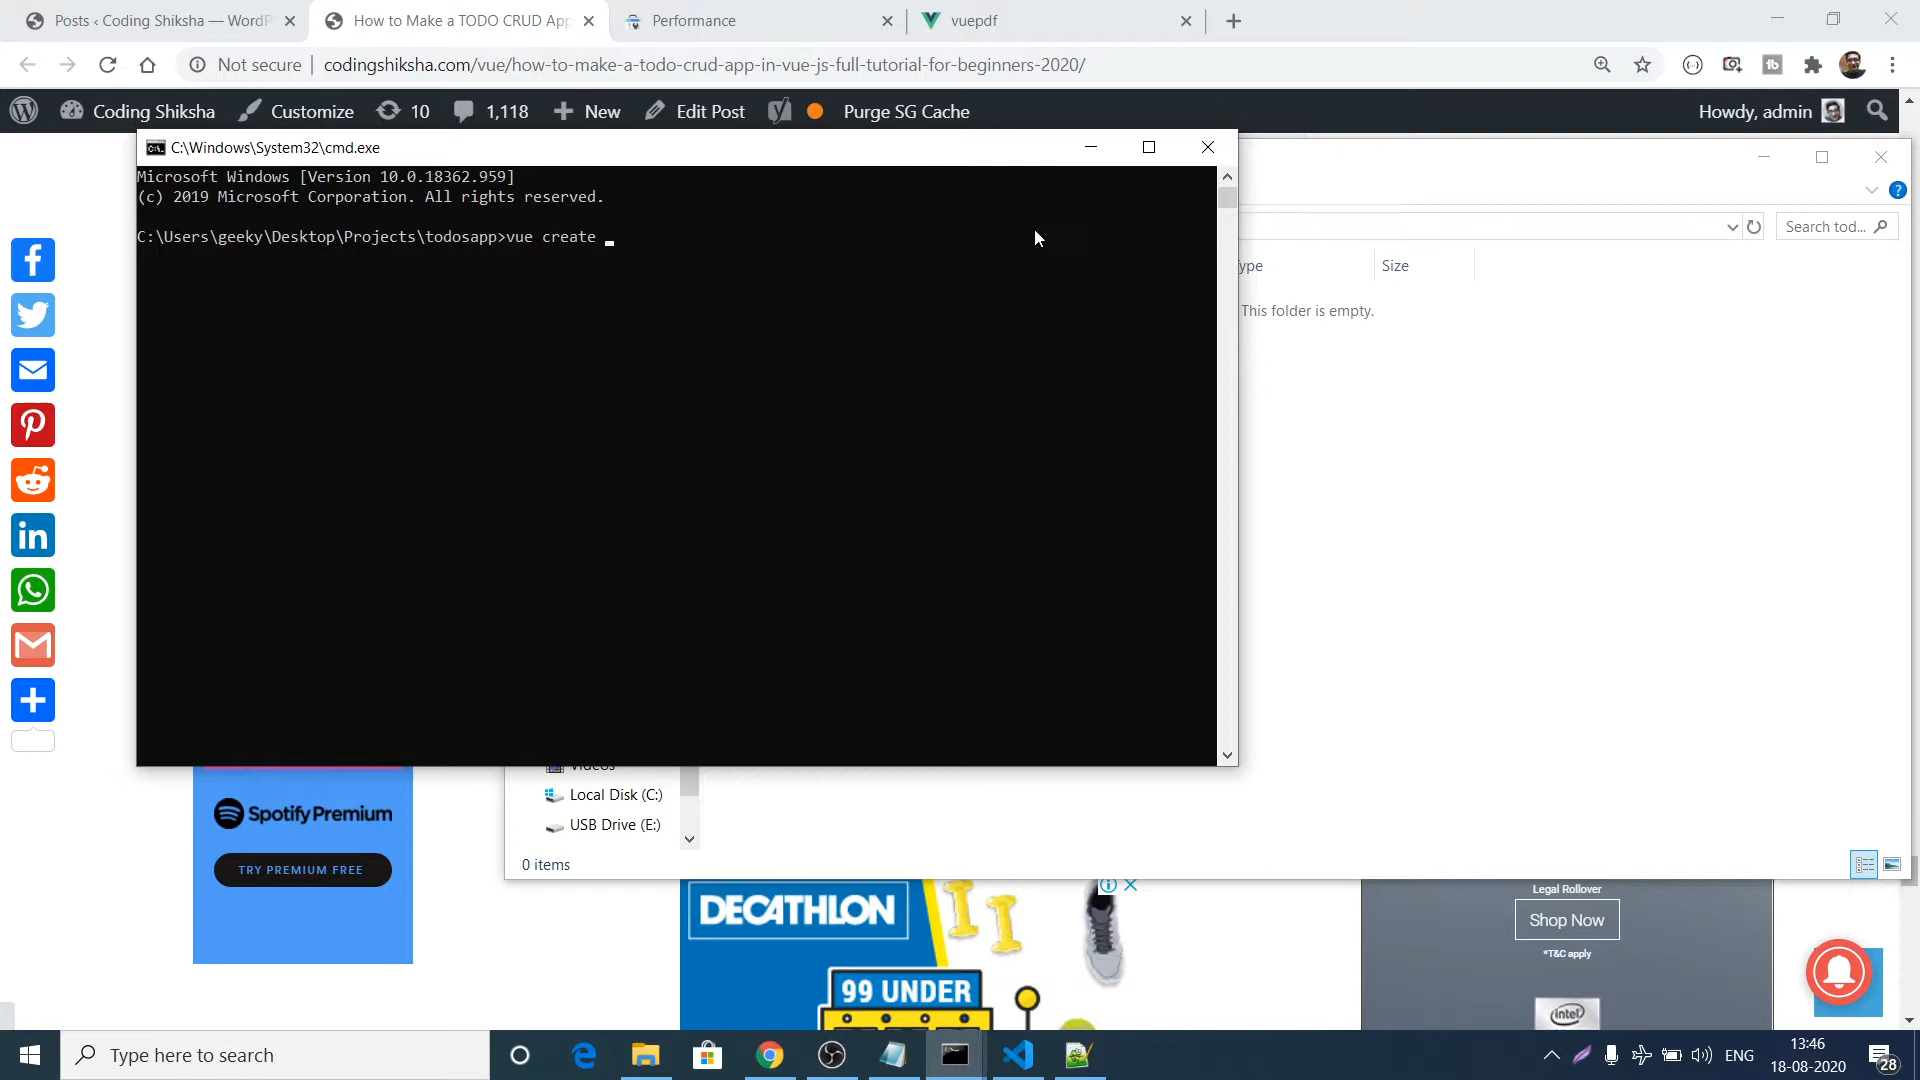 Posts ‹ Coding Shiksha — WordP
How to Make a TODO CRUD App
Performance
vuepdf
Not secure
codingshiksha.com/vue/how-to-make-a-todo-crud-app-in-vue-js-full-tutorial-for-beginners-2020/
Coding Shiksha
Customize
10
1,118
New
Edit Post
Purge SG Cache
Howdy, admin
C:\Windows\System32\cmd.exe
Microsoft Windows [Version 10.0.18362.959]
(c) 2019 Microsoft Corporation. All rights reserved.
C:\Users\geeky\Desktop\Projects\todosapp>vue create _
Search tod...
ype
Size
This folder is empty.
Videos
Local Disk (C:)
USB Drive (E:)
0 items
Spotify Premium
TRY PREMIUM FREE
DECATHLON
99 UNDER
Legal Rollover
Shop Now
*T&C apply
intel
Type here to search
ENG
13:46
18-08-2020
28